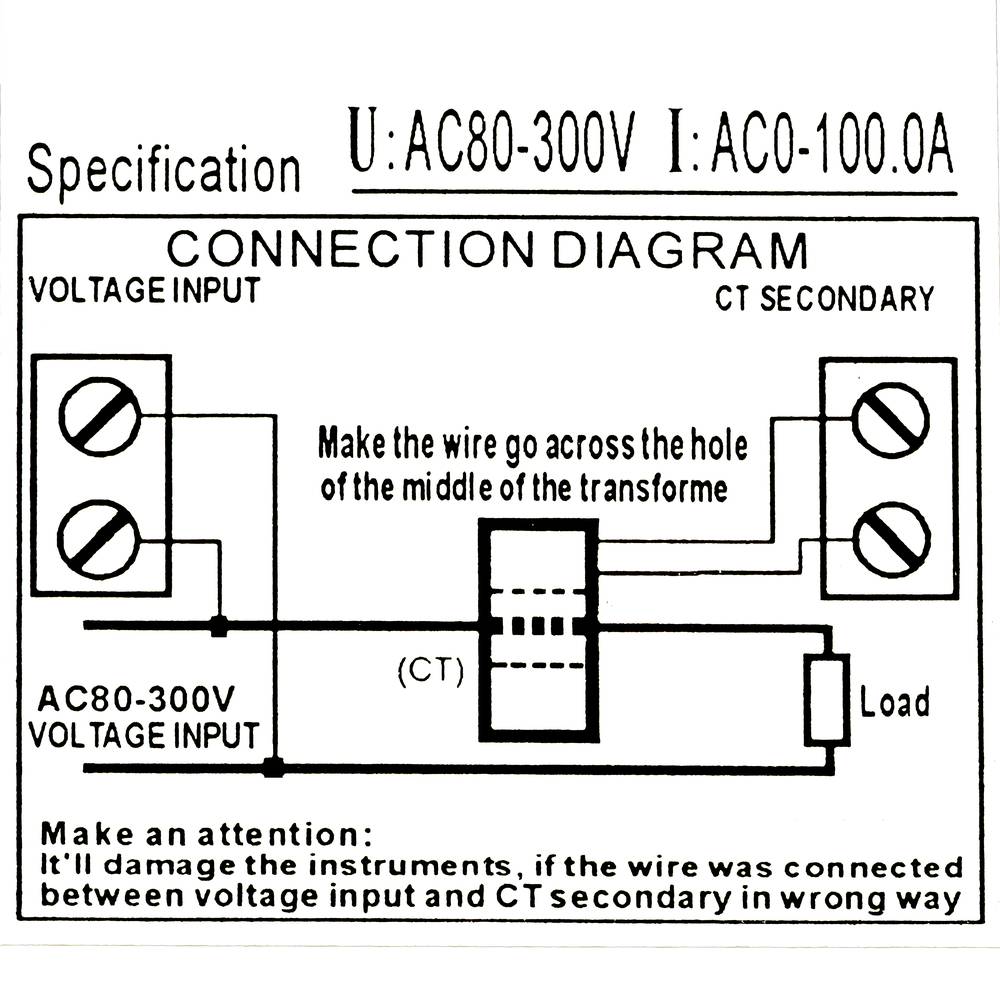 Specification U:AC80-300V I:AC0-100.0A
CONNECTION DIAGRAM
VOLTAGE INPUT
CT SECONDARY
Make the wire go across the hole
of the middle of the transforme
(CT)
AC80-300V
VOLTAGE INPUT
Load
Make an attention:
It'll damage the instruments, if the wire was connected
between voltage input and CT secondary in wrong way